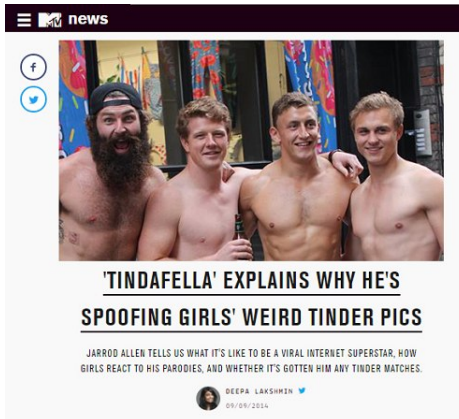 MTV news
'TINDAFELLA' EXPLAINS WHY HE'S
SPOOFING GIRLS' WEIRD TINDER PICS
JARROD ALLEN TELLS US WHAT IT'S LIKE TO BE A VIRAL INTERNET SUPERSTAR, HOW
GIRLS REACT TO HIS PARODIES, AND WHETHER IT'S GOTTEN HIM ANY TINDER MATCHES.
DEEPA LAKSHMIN
09/09/2014